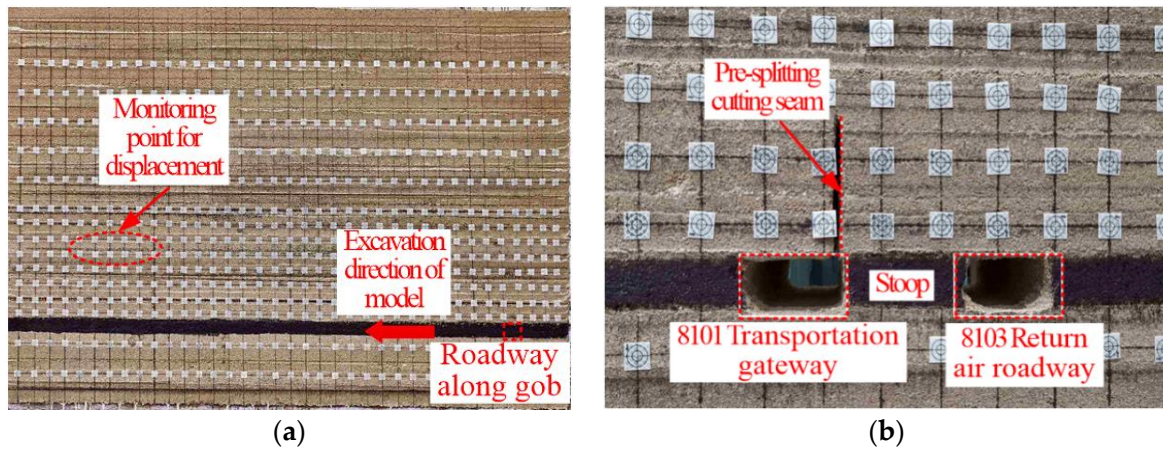 Monitoring
point for
displacement
Excavation
direction of
model
Roadway
along gob
(a)
Pre-splitting
cutting seam
Stoop
8101 Transportation
gateway
8103 Return
air roadway
(b)